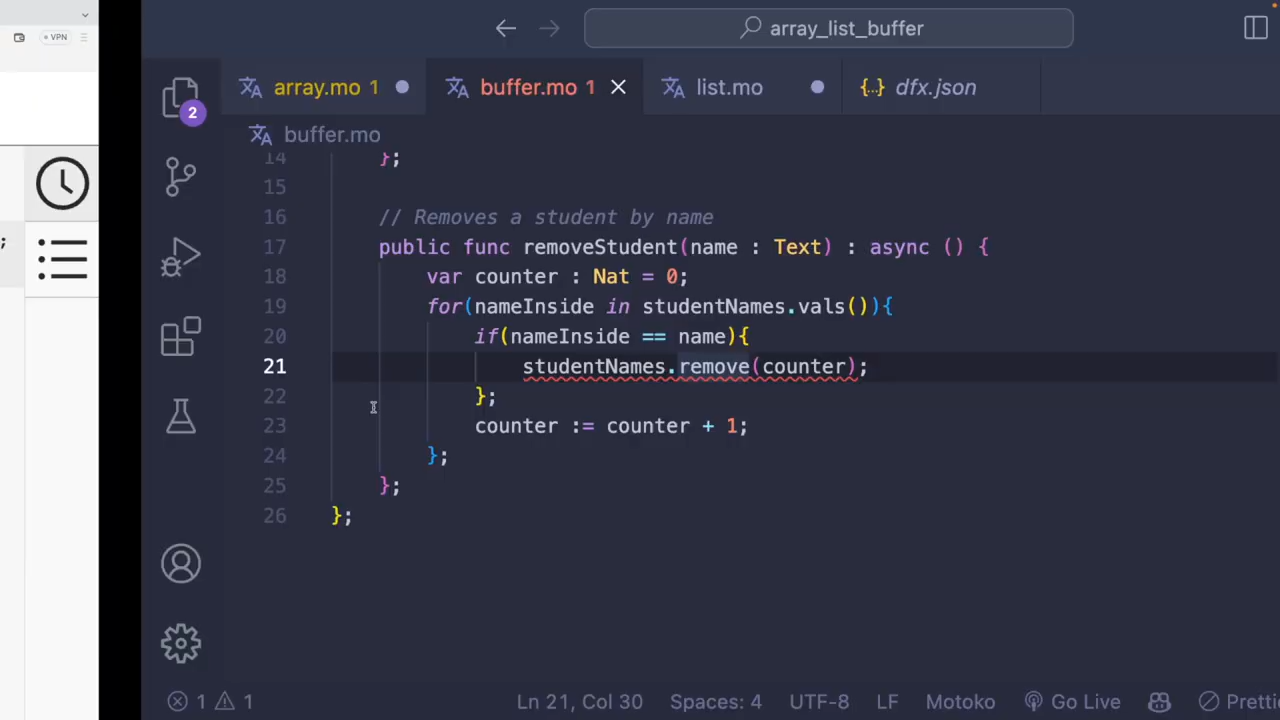 VPN
array_list_buffer
array.mo 1
buffer.mo 1
list.mo
{..} dfx.json
2
buffer.mo
;
14 };
15
16 // Removes a student by name
17 public func removeStudent(name : Text) : async () {
18 var counter : Nat = 0;
19 for(nameInside in studentNames.vals()){
20 if(nameInside == name){
21 studentNames.remove(counter);
22 };
23 counter := counter + 1;
24 };
25 };
26 };
1 1 Ln 21, Col 30 Spaces: 4 UTF-8 LF Motoko Go Live Pretti